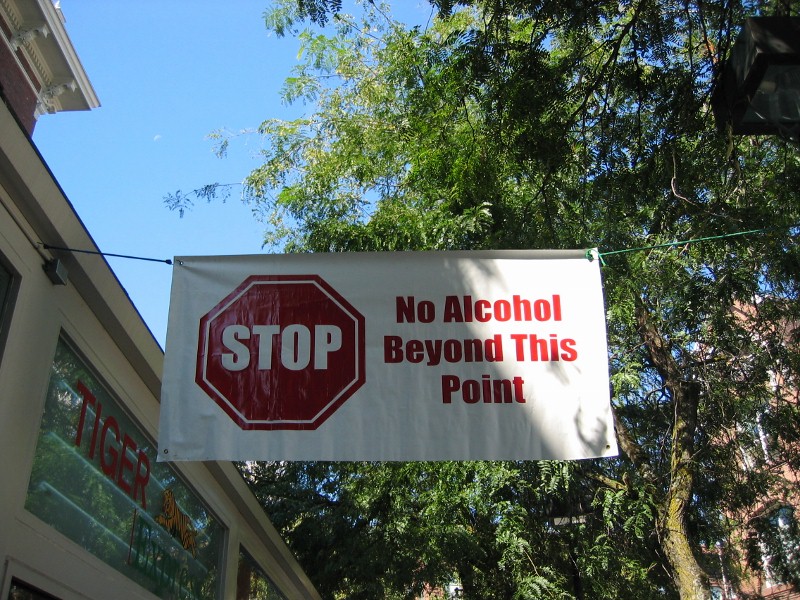 STOP
No Alcohol
Beyond This
Point
TIGER